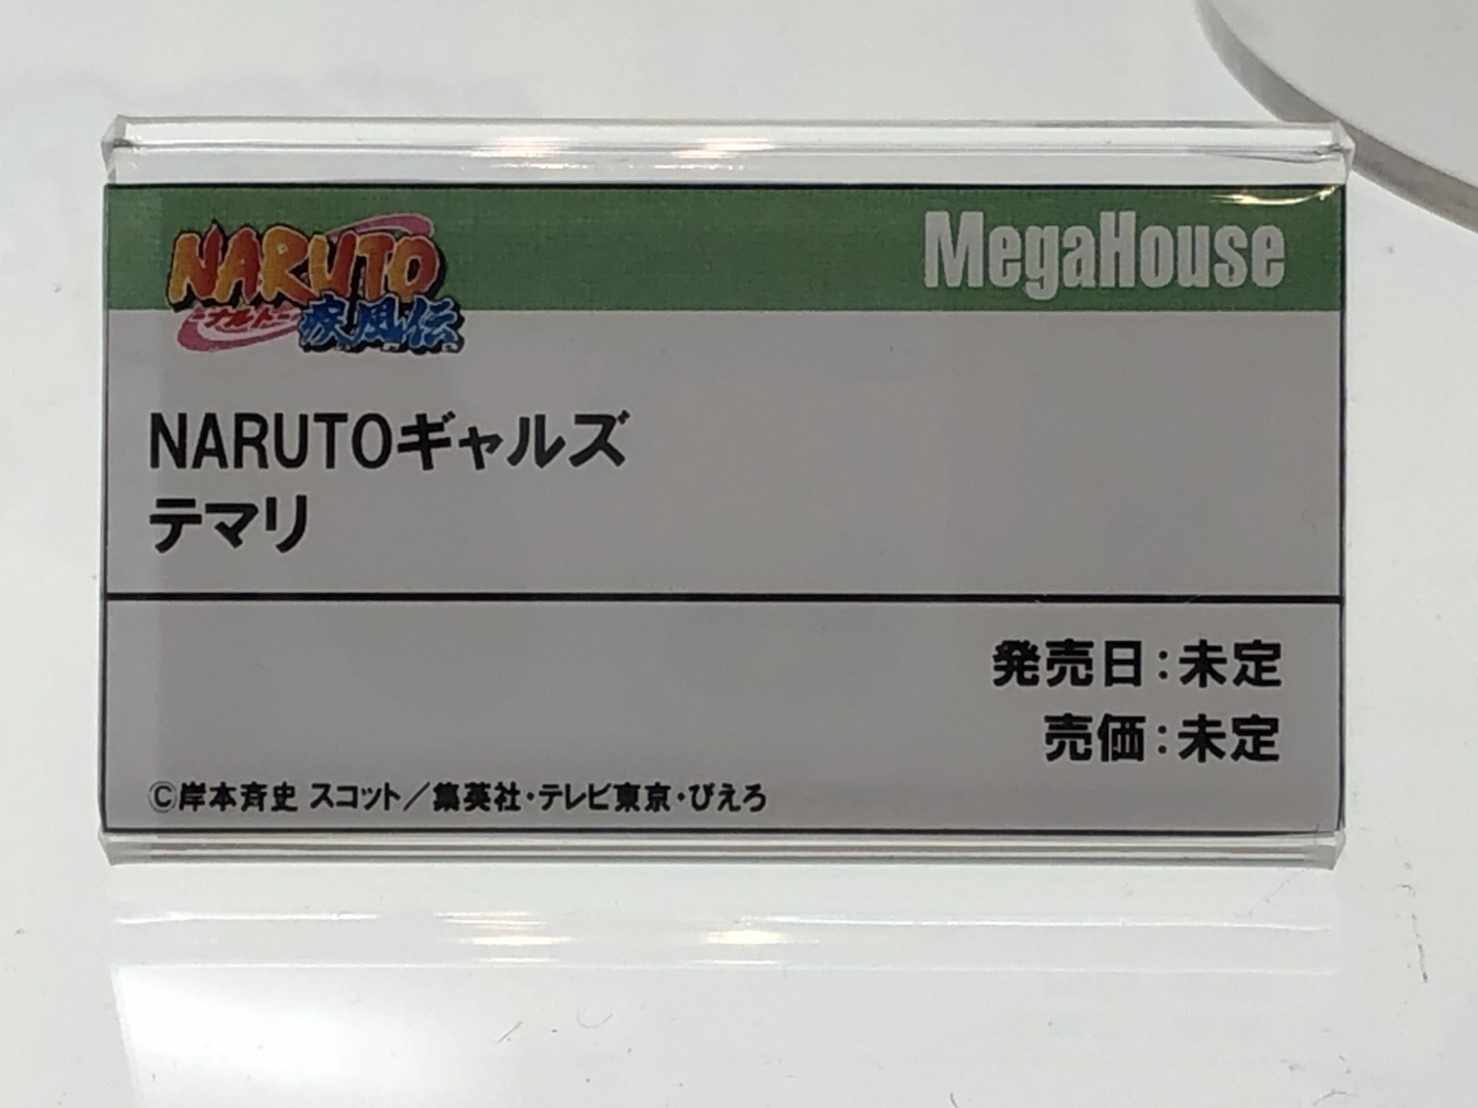 NARUTO
ナルト
疾風伝
MegaHouse
NARUTOギャルズ
テマリ
発売日：未定
売価：未定
©岸本斉史 スコット／集英社・テレビ東京・ぴえろ